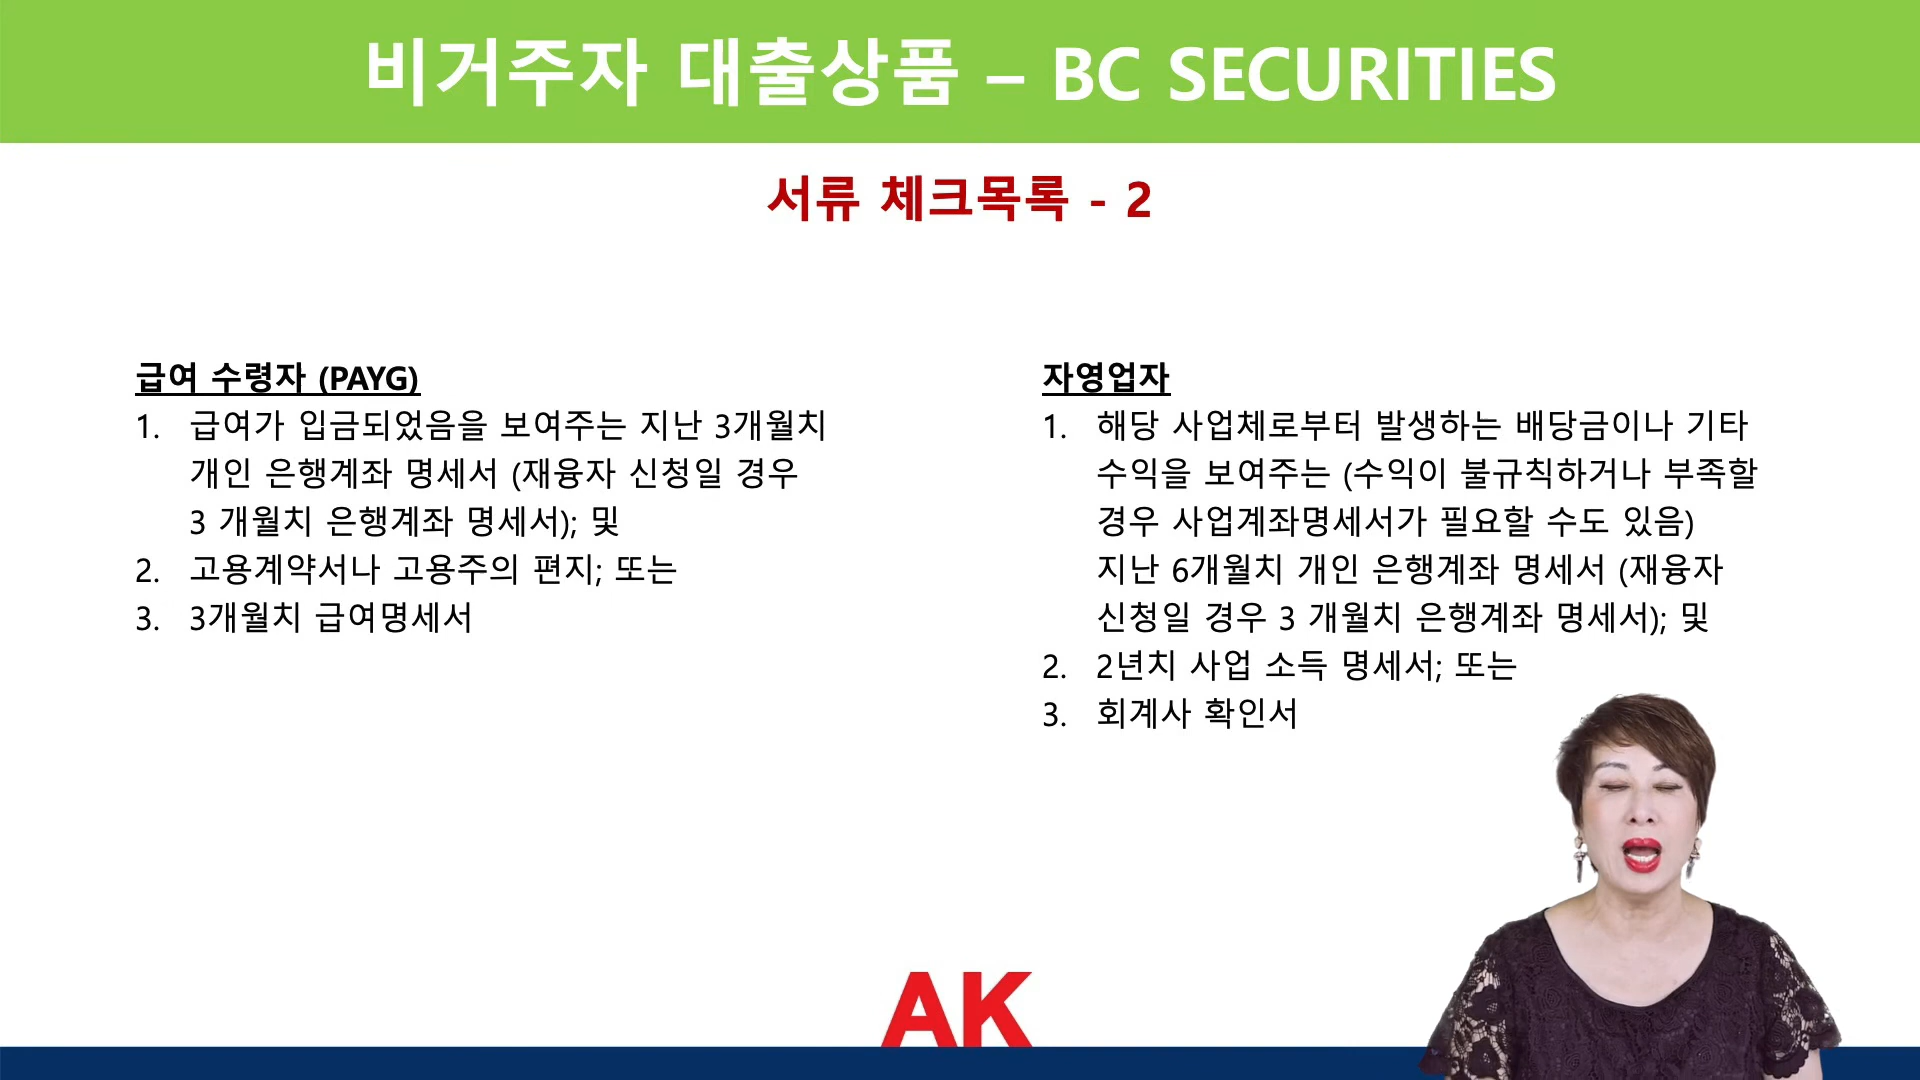 비거주자 대출상품 – BC SECURITIES
서류 체크목록 - 2
급여 수령자 (PAYG)
1. 급여가 입금되었음을 보여주는 지난 3개월치
개인 은행계좌 명세서 (재융자 신청일 경우
3 개월치 은행계좌 명세서); 및
2. 고용계약서나 고용주의 편지; 또는
3. 3개월치 급여명세서
자영업자
1. 해당 사업체로부터 발생하는 배당금이나 기타
수익을 보여주는 (수익이 불규칙하거나 부족할
경우 사업계좌명세서가 필요할 수도 있음)
지난 6개월치 개인 은행계좌 명세서 (재융자
신청일 경우 3 개월치 은행계좌 명세서); 및
2. 2년치 사업 소득 명세서; 또는
3. 회계사 확인서
AK